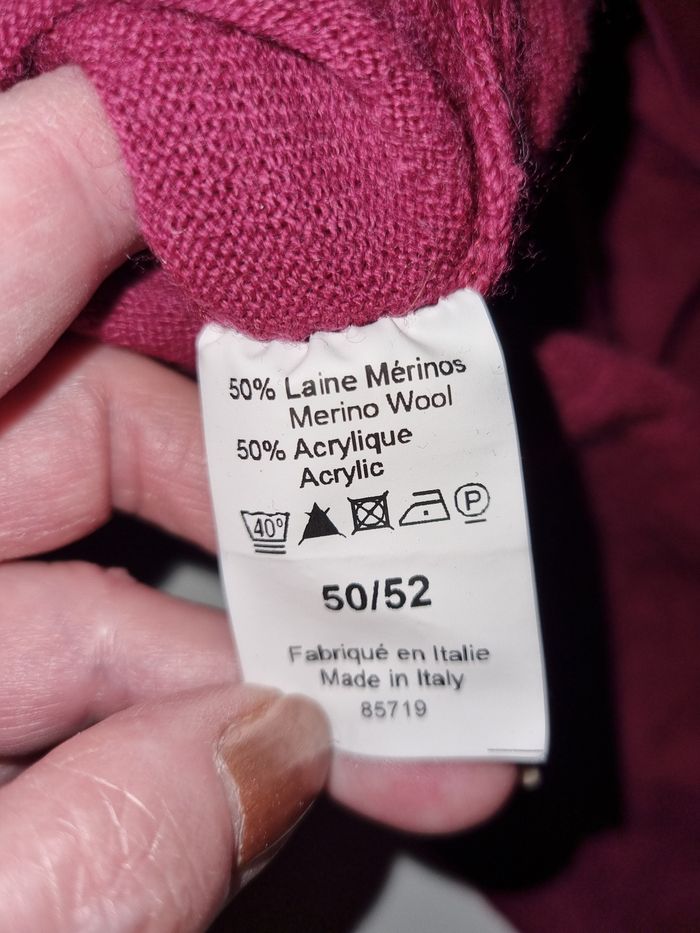 50% Laine Mérinos
Merino Wool
50% Acrylique
Acrylic
40° P
50/52
Fabriqué en Italie
Made in Italy
85719